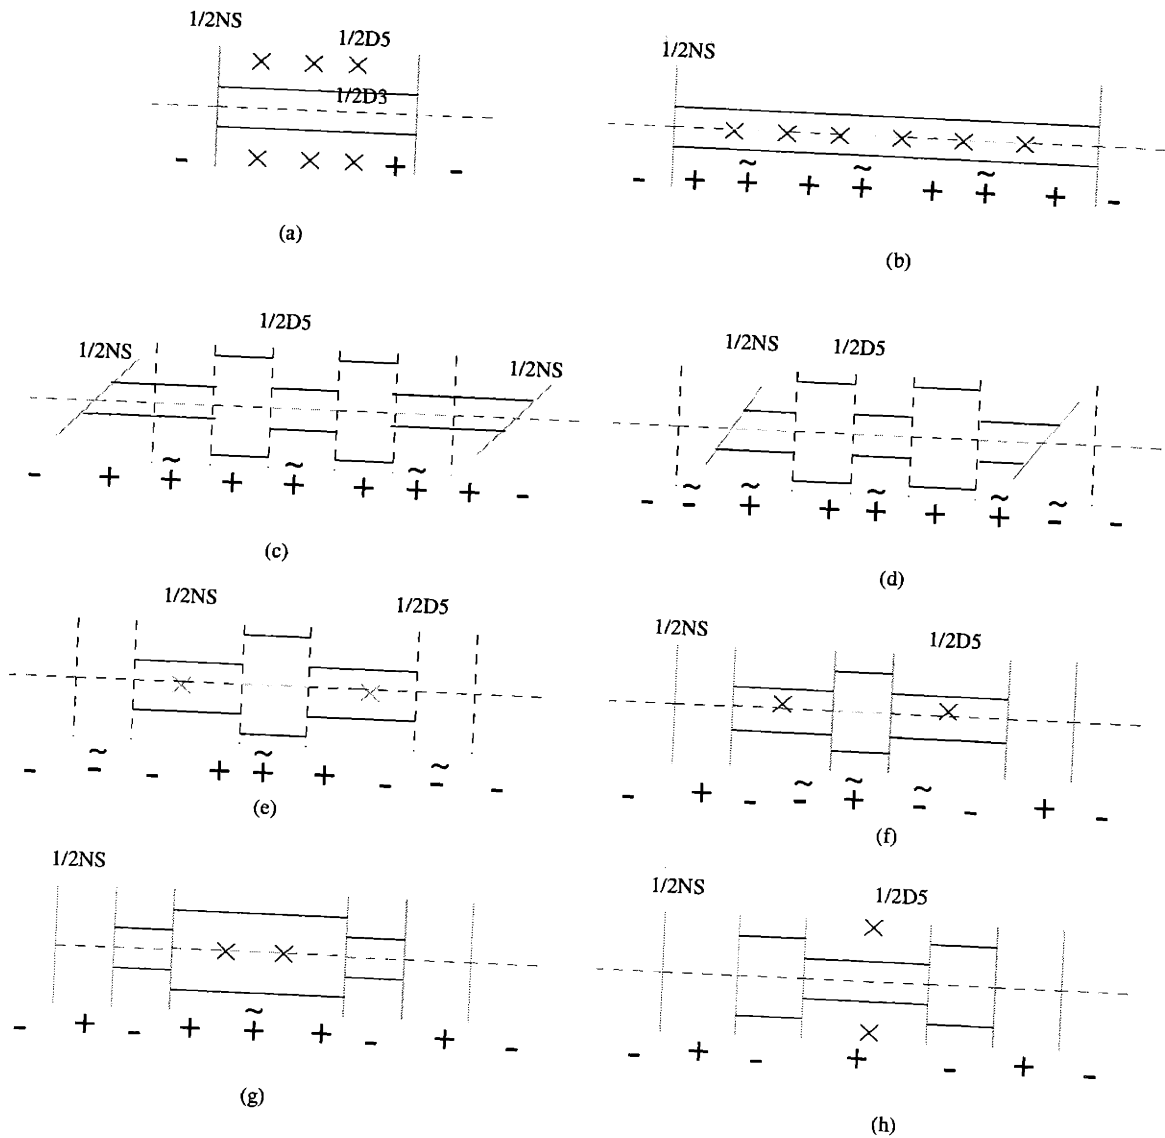 1/2NS
1/2D5
1/2D3
- + -
(a)
1/2NS
- + ~+ + ~+ + ~+ + -
(b)
1/2NS
1/2D5
1/2NS
- + ~+ + ~+ + ~+ + -
(c)
1/2NS
1/2D5
- ~- ~+ + ~+ + ~+ ~- -
(d)
1/2NS
1/2D5
- ~- - + ~+ + - ~- -
(e)
1/2NS
1/2D5
- + - ~- ~+ ~- - + -
(f)
1/2NS
- + - + ~+ + - + -
(g)
1/2NS
1/2D5
- + - + - + -
(h)